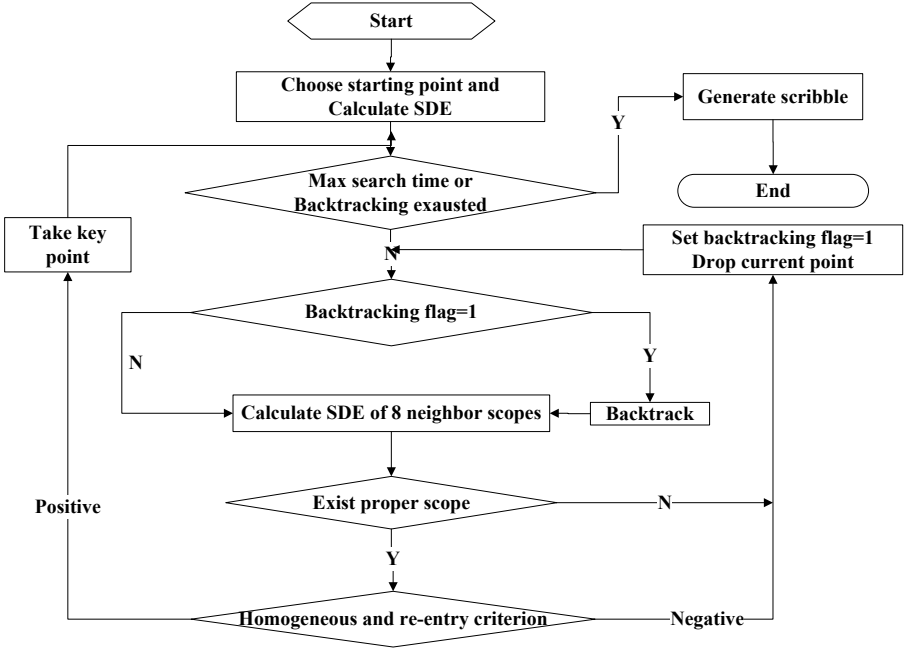 Start
Choose starting point and
Calculate SDE
Generate scribble
Y
Max search time or
Backtracking exausted
End
Take key
point
Set backtracking flag=1
Drop current point
N
Backtracking flag=1
N
Y
Calculate SDE of 8 neighbor scopes
Backtrack
Exist proper scope
N
Positive
Y
Homogeneous and re-entry criterion
Negative